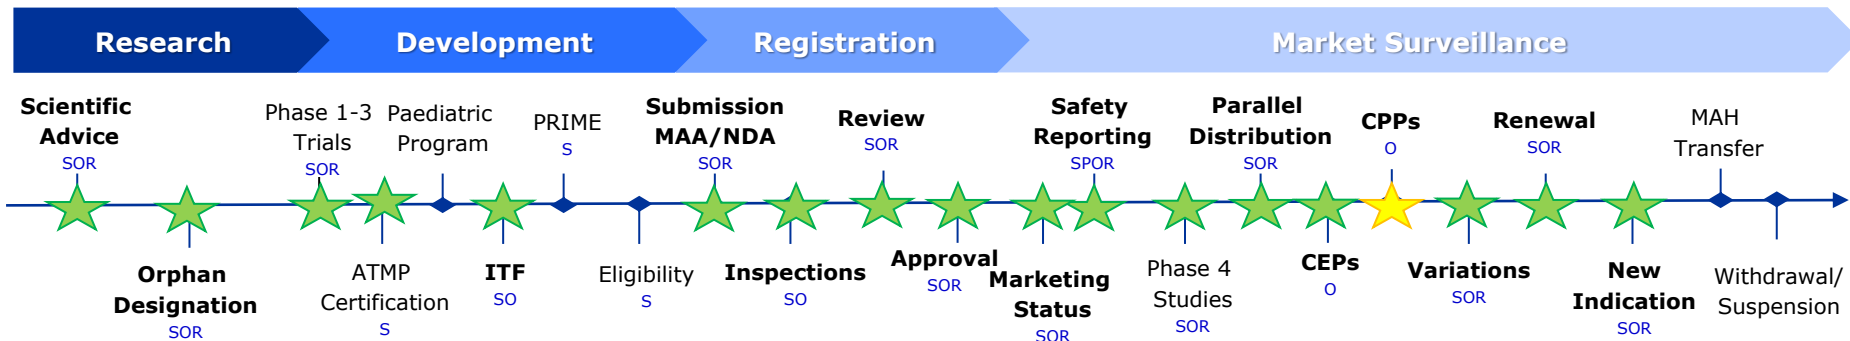 Research
Development
Registration
Market Surveillance
Scientific
Advice
SOR
Orphan
Designation
SOR
Phase 1-3
Trials
SOR
ATMP
Certification
S
Paediatric
Program
ITF
SO
PRIME
S
Eligibility
S
Submission
MAA/NDA
SOR
Inspections
SO
Review
SOR
Approval
SOR
Marketing
Status
SOR
Safety
Reporting
SPOR
Phase 4
Studies
SOR
Parallel
Distribution
SOR
CEPs
O
CPPs
O
Variations
SOR
Renewal
SOR
New
Indication
SOR
MAH
Transfer
Withdrawal/
Suspension